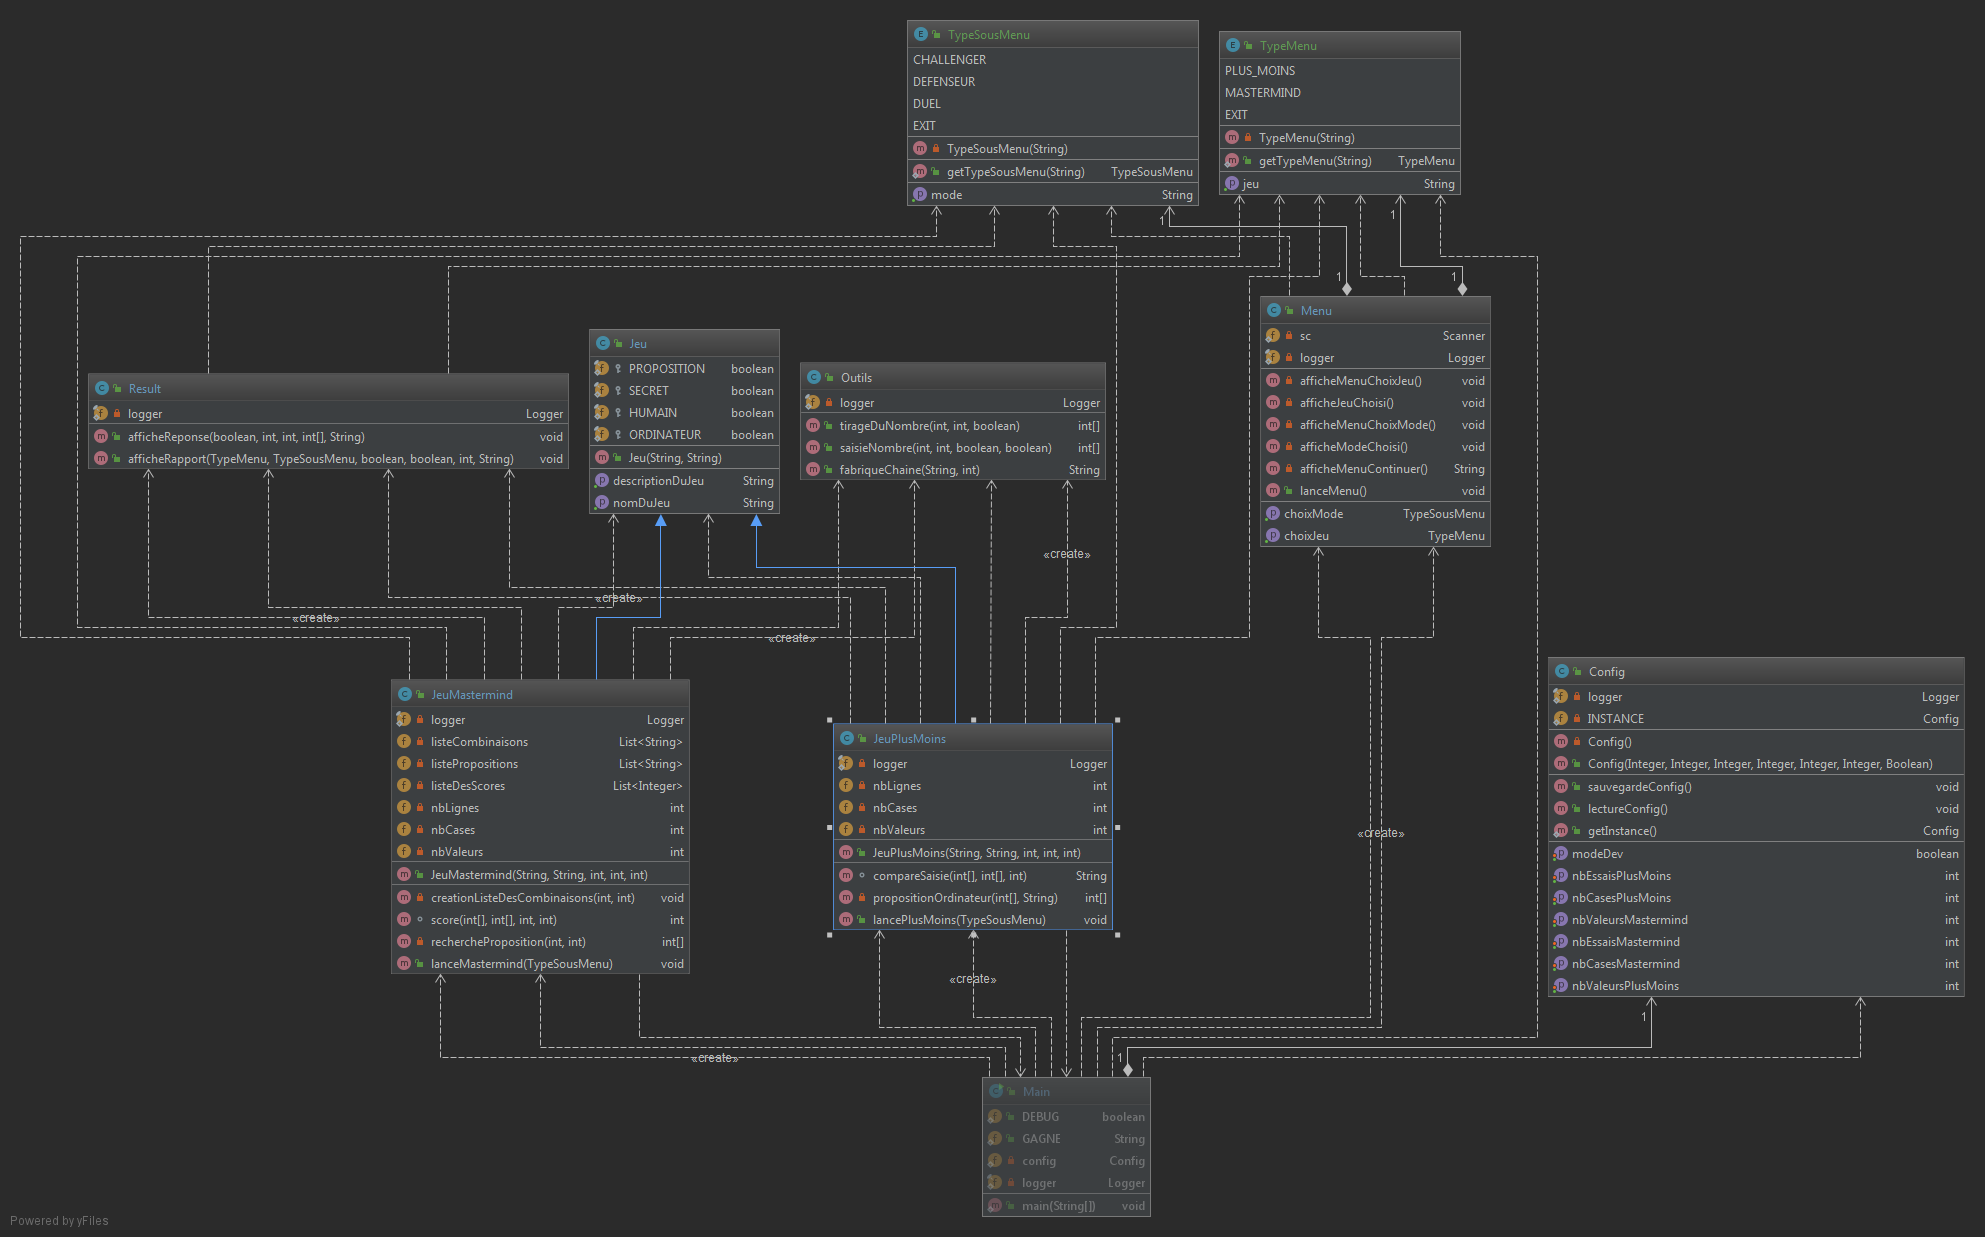 TypeSousMenu
CHALLENGER
DEFENSEUR
DUEL
EXIT
TypeSousMenu(String)
getTypeSousMenu(String) TypeSousMenu
mode String
TypeMenu
PLUS_MOINS
MASTERMIND
EXIT
TypeMenu(String)
getTypeMenu(String) TypeMenu
jeu String
1
1
1
1
Menu
sc Scanner
logger Logger
afficheMenuChoixJeu() void
afficheJeuChoisi() void
afficheMenuChoixMode() void
afficheModeChoisi() void
afficheMenuContinuer() String
lanceMenu() void
choixMode TypeSousMenu
choixJeu TypeMenu
Jeu
PROPOSITION boolean
SECRET boolean
HUMAIN boolean
ORDINATEUR boolean
Jeu(String, String)
descriptionDuJeu String
nomDuJeu String
Outils
logger Logger
tirageDuNombre(int, int, boolean) int[]
saisieNombre(int, int, boolean, boolean) int[]
fabriqueChaine(String, int) String
Result
logger Logger
afficheReponse(boolean, int, int, int[], String) void
afficheRapport(TypeMenu, TypeSousMenu, boolean, boolean, int, String) void
«create»
«create»
«create»
«create»
JeuMastermind
logger Logger
listeCombinaisons List<String>
listePropositions List<String>
listeDesScores List<Integer>
nbLignes int
nbCases int
nbValeurs int
JeuMastermind(String, String, int, int, int)
creationListeDesCombinaisons(int, int) void
score(int[], int[], int, int) int
rechercheProposition(int, int) int[]
lanceMastermind(TypeSousMenu) void
JeuPlusMoins
logger Logger
nbLignes int
nbCases int
nbValeurs int
JeuPlusMoins(String, String, int, int, int)
compareSaisie(int[], int[], int) String
propositionOrdinateur(int[], String) int[]
lancePlusMoins(TypeSousMenu) void
«create»
Config
logger Logger
INSTANCE Config
Config()
Config(Integer, Integer, Integer, Integer, Integer, Integer, Boolean)
sauvegardeConfig() void
lectureConfig() void
getInstance() Config
modeDev boolean
nbEssaisPlusMoins int
nbCasesPlusMoins int
nbValeursMastermind int
nbEssaisMastermind int
nbCasesMastermind int
nbValeursPlusMoins int
«create»
1
«create»
1
Main
DEBUG boolean
GAGNE String
config Config
logger Logger
main(String[]) void
Powered by yFiles